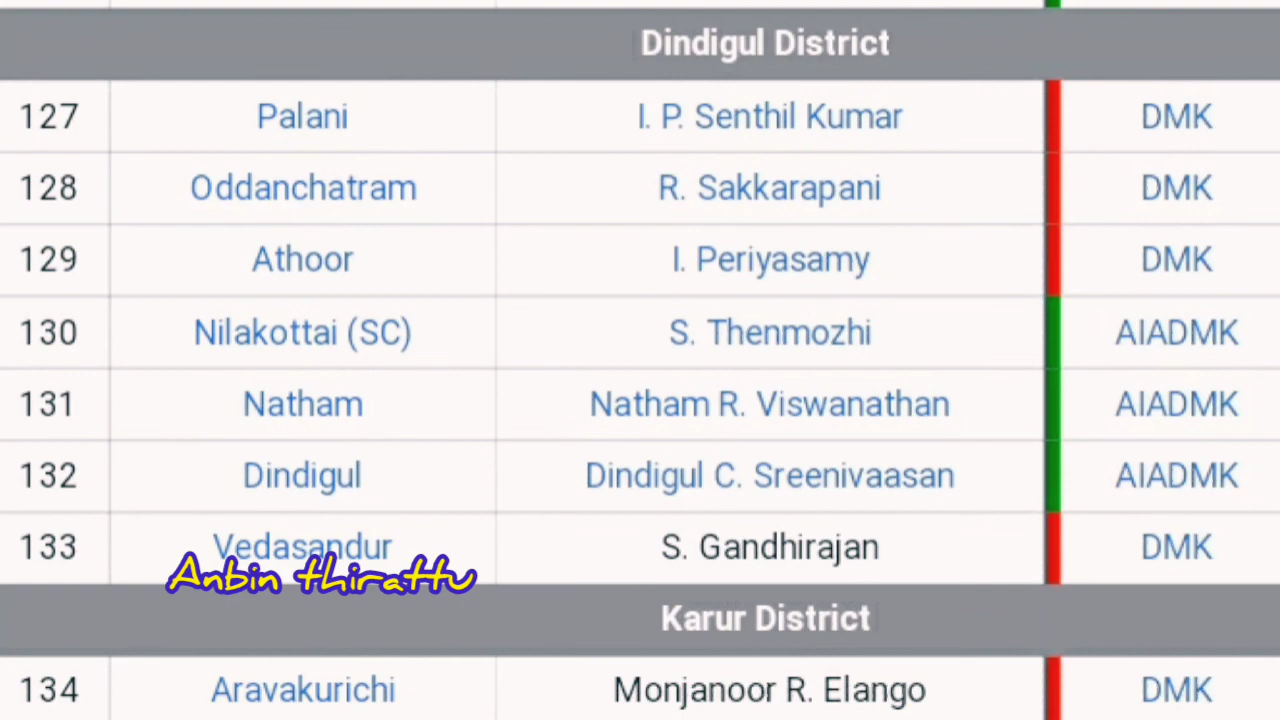 Dindigul District
127 Palani I. P. Senthil Kumar DMK
128 Oddanchatram R. Sakkarapani DMK
129 Athoor I. Periyasamy DMK
130 Nilakottai (SC) S. Thenmozhi AIADMK
131 Natham Natham R. Viswanathan AIADMK
132 Dindigul Dindigul C. Sreenivaasan AIADMK
133 Vedasandur S. Gandhirajan DMK
Anbin thirattu
Karur District
134 Aravakurichi Monjanoor R. Elango DMK